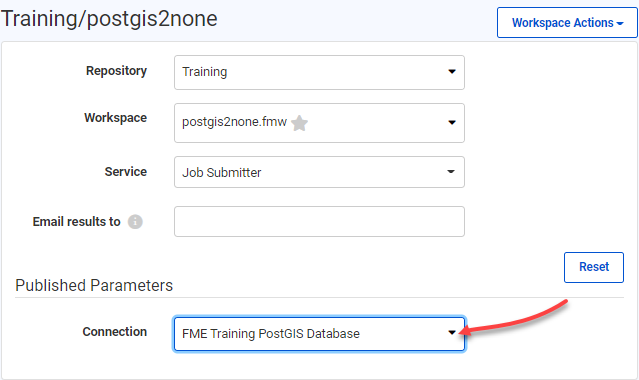 Training/postgis2none
Workspace Actions
Repository Training
Workspace postgis2none.fmw
Service Job Submitter
Email results to
Reset
Published Parameters
Connection FME Training PostGIS Database